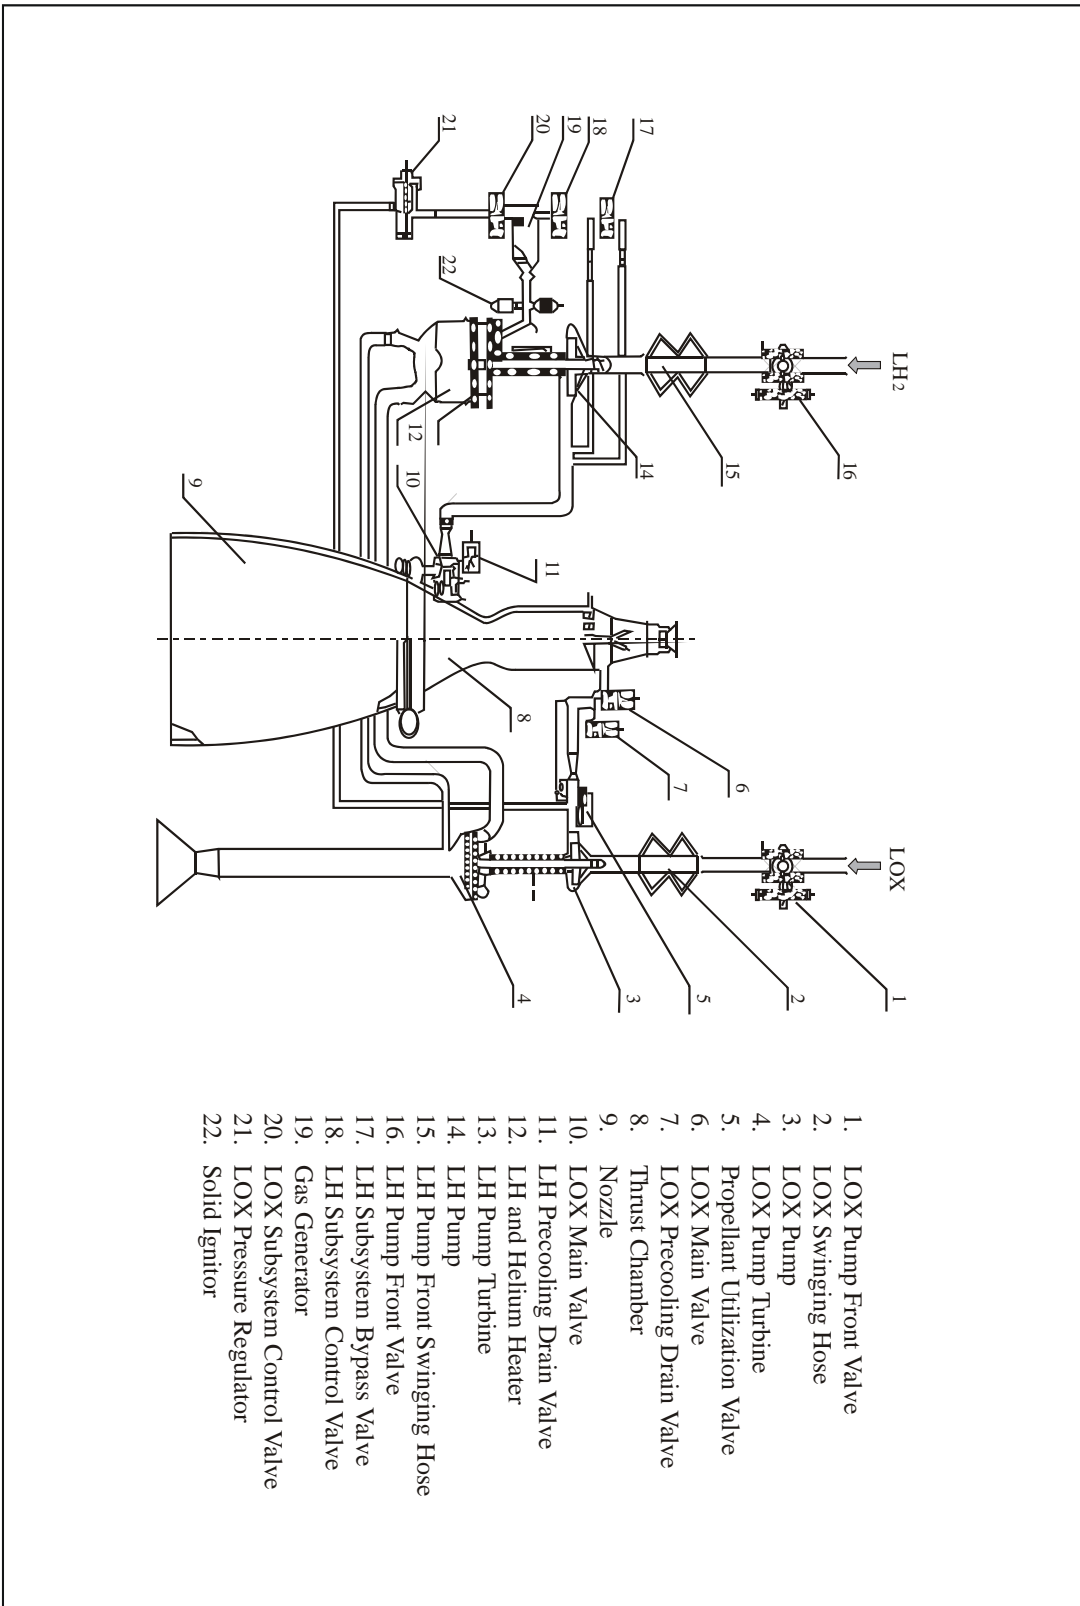 LH2
LOX
21
20
19
18
17
22
12
10
14
15
16
9
11
8
7
6
4
3
5
2
1
1. LOX Pump Front Valve
2. LOX Swinging Hose
3. LOX Pump
4. LOX Pump Turbine
5. Propellant Utilization Valve
6. LOX Main Valve
7. LOX Precooling Drain Valve
8. Thrust Chamber
9. Nozzle
10. LOX Main Valve
11. LH Precooling Drain Valve
12. LH and Helium Heater
13. LH Pump Turbine
14. LH Pump
15. LH Pump Front Swinging Hose
16. LH Pump Front Valve
17. LH Subsystem Bypass Valve
18. LH Subsystem Control Valve
19. Gas Generator
20. LOX Subsystem Control Valve
21. LOX Pressure Regulator
22. Solid Ignitor